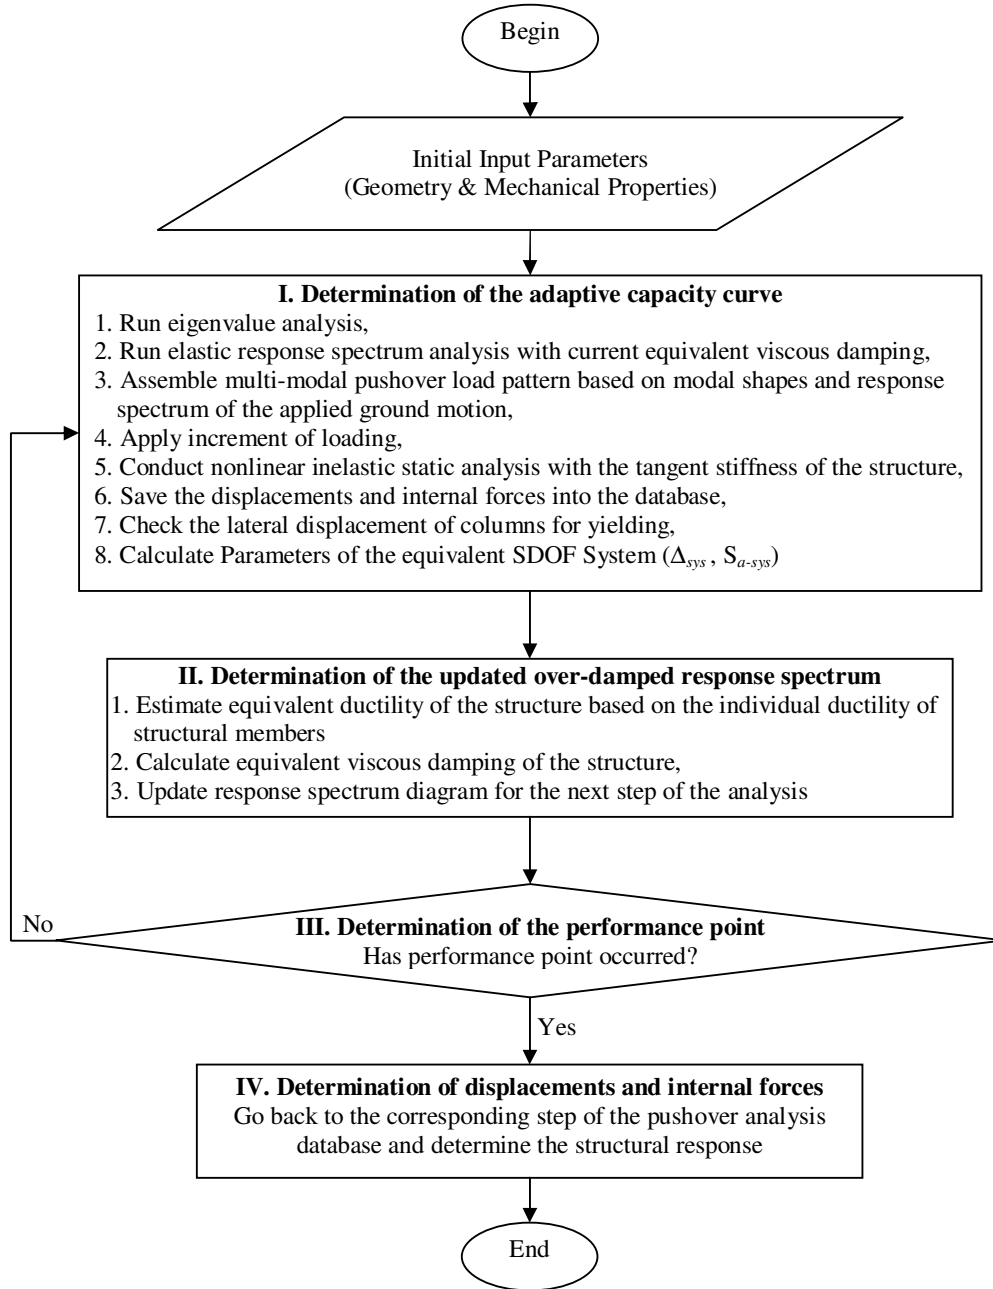 Begin
Initial Input Parameters
(Geometry & Mechanical Properties)
I. Determination of the adaptive capacity curve
1. Run eigenvalue analysis,
2. Run elastic response spectrum analysis with current equivalent viscous damping,
3. Assemble multi-modal pushover load pattern based on modal shapes and response
spectrum of the applied ground motion,
4. Apply increment of loading,
5. Conduct nonlinear inelastic static analysis with the tangent stiffness of the structure,
6. Save the displacements and internal forces into the database,
7. Check the lateral displacement of columns for yielding,
8. Calculate Parameters of the equivalent SDOF System (Δsys , Sa-sys)
II. Determination of the updated over-damped response spectrum
1. Estimate equivalent ductility of the structure based on the individual ductility of
structural members
2. Calculate equivalent viscous damping of the structure,
3. Update response spectrum diagram for the next step of the analysis
No
III. Determination of the performance point
Has performance point occurred?
Yes
IV. Determination of displacements and internal forces
Go back to the corresponding step of the pushover analysis
database and determine the structural response
End